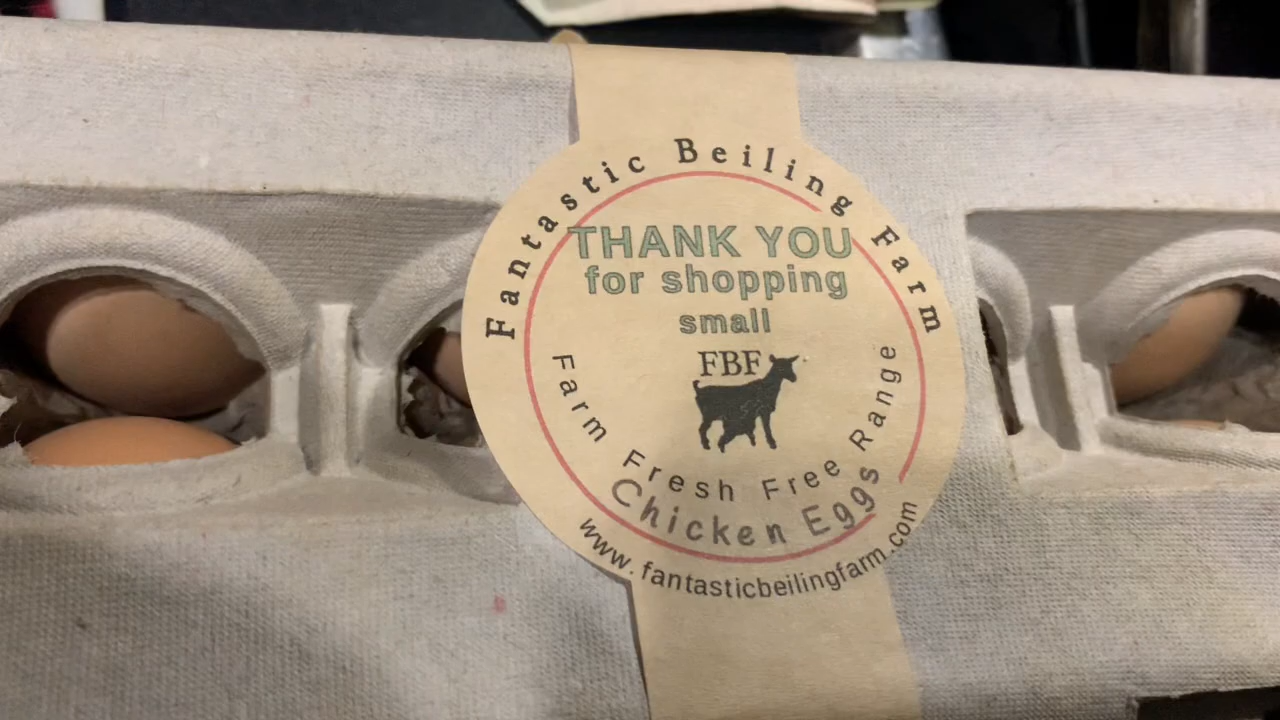 Fantastic Beiling Farm
THANK YOU
for shopping
small
FBF
Farm Fresh Free Range
Chicken Eggs
www.fantasticbeilingfarm.com